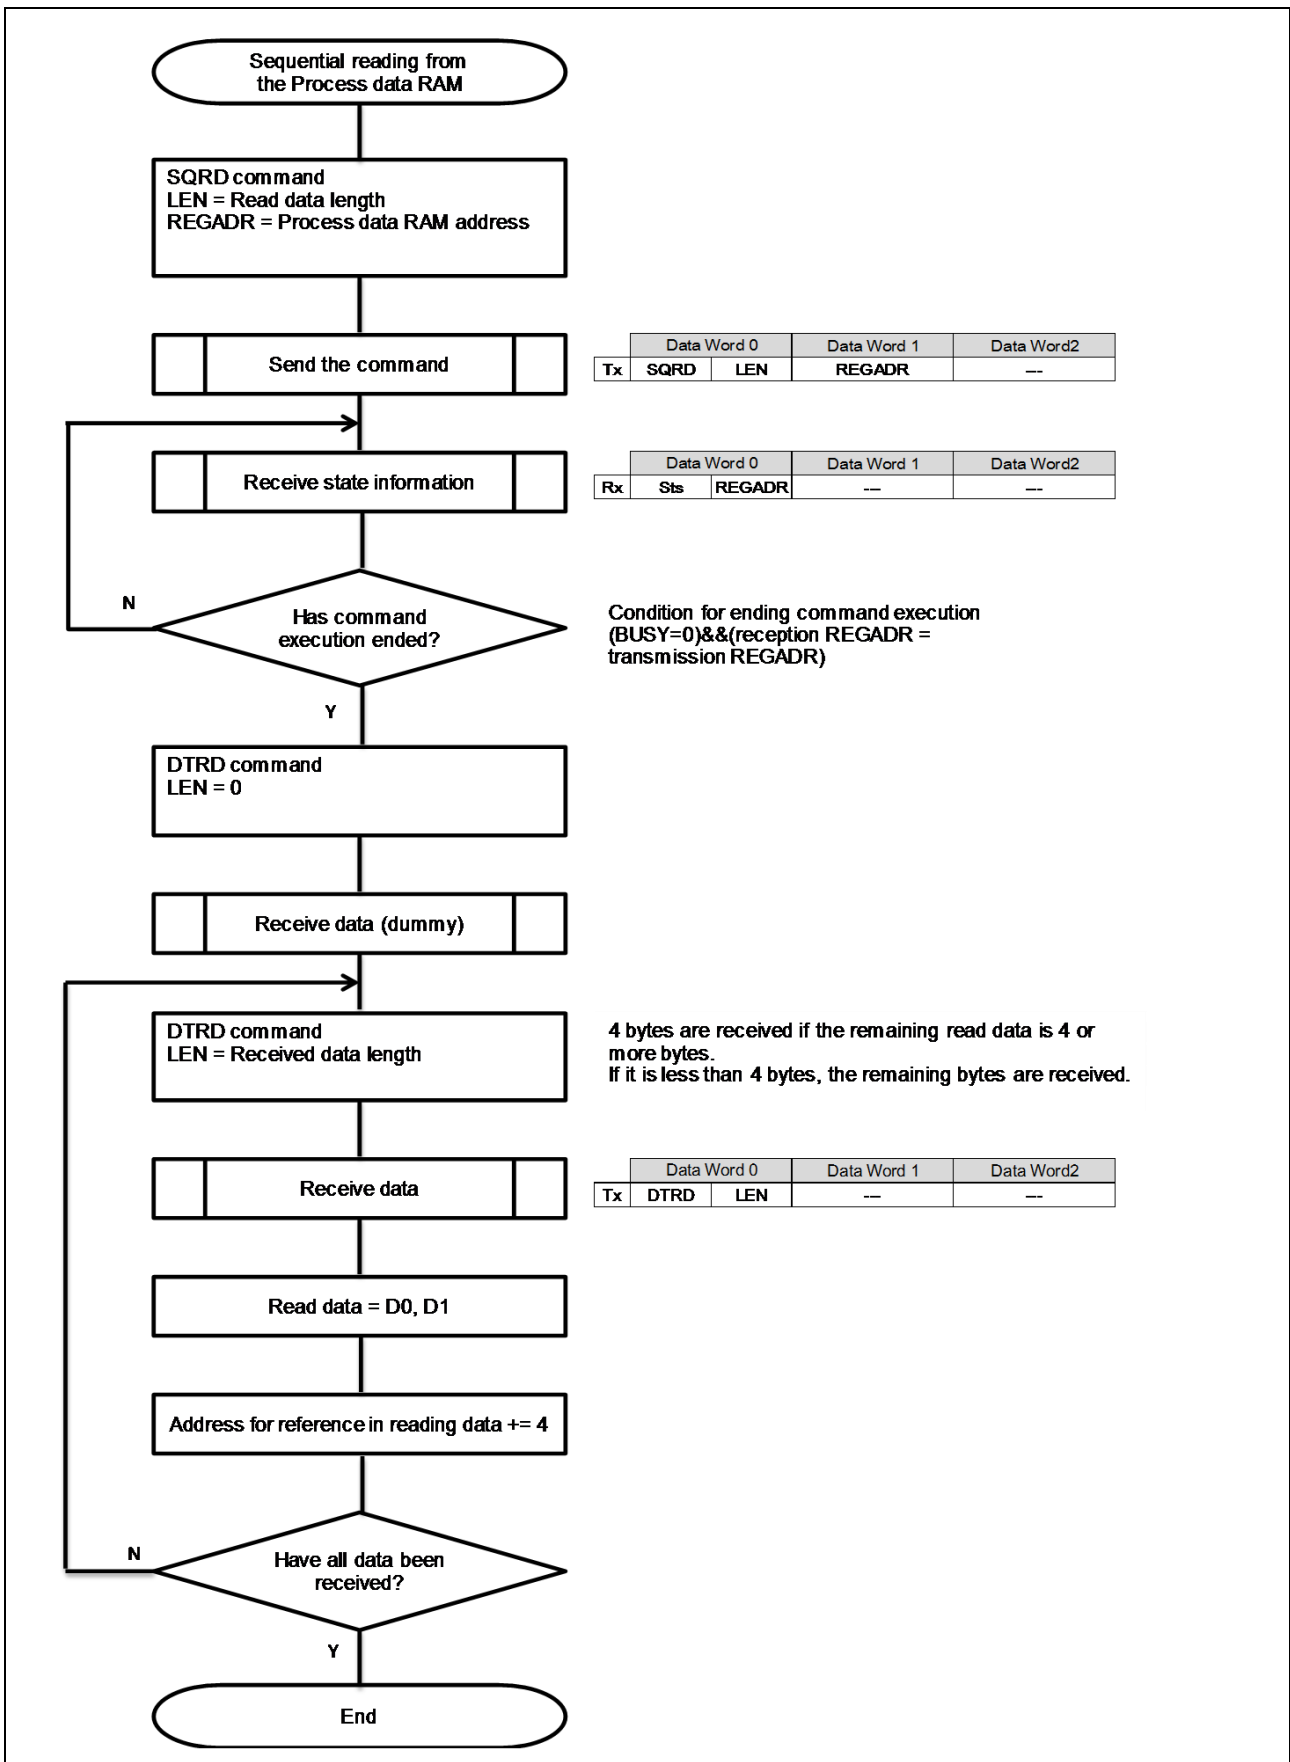 Sequential reading from
the Process data RAM
SQRD command
LEN = Read data length
REGADR = Process data RAM address
Send the command
Data Word 0 Data Word 1 Data Word2
Tx SQRD LEN REGADR ---
Receive state information
Data Word 0 Data Word 1 Data Word2
Rx Sts REGADR --- ---
N
Has command
execution ended?
Condition for ending command execution
(BUSY=0)&&(reception REGADR =
transmission REGADR)
Y
DTRD command
LEN = 0
Receive data (dummy)
DTRD command
LEN = Received data length
4 bytes are received if the remaining read data is 4 or
more bytes.
If it is less than 4 bytes, the remaining bytes are received.
Receive data
Data Word 0 Data Word 1 Data Word2
Tx DTRD LEN --- ---
Read data = D0, D1
Address for reference in reading data += 4
N
Have all data been
received?
Y
End